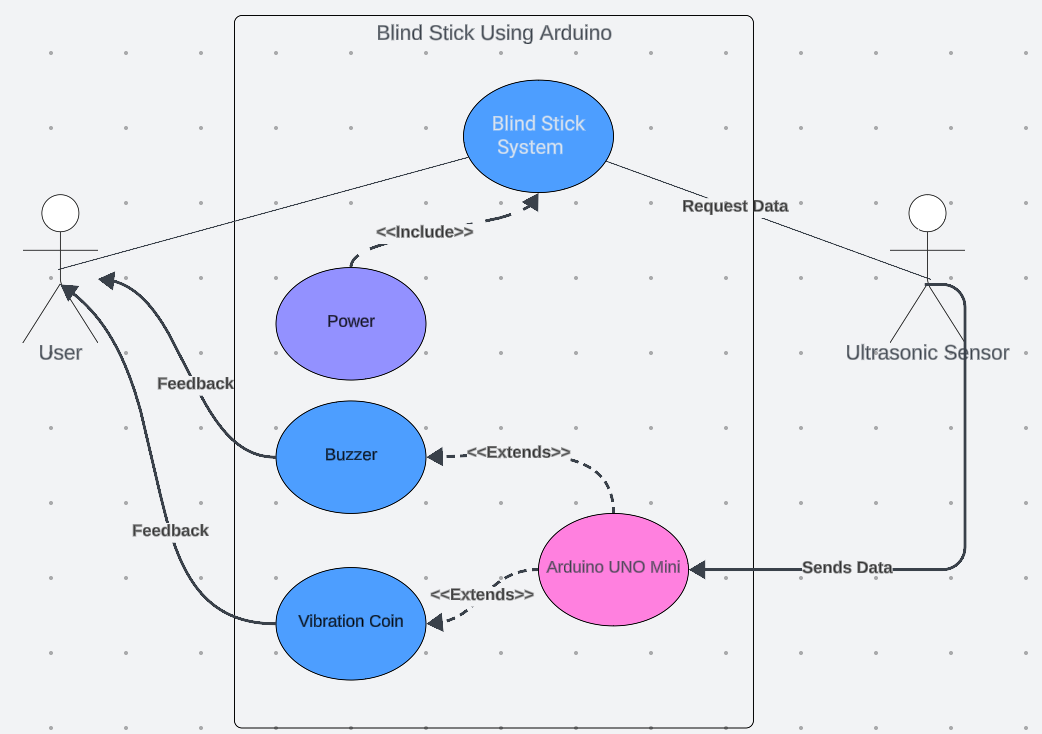 Blind Stick Using Arduino
Blind Stick
System
Request Data
<<Include>>
Power
User
Ultrasonic Sensor
Feedback
Buzzer
<<Extends>>
Feedback
Arduino UNO Mini
Sends Data
<<Extends>>
Vibration Coin